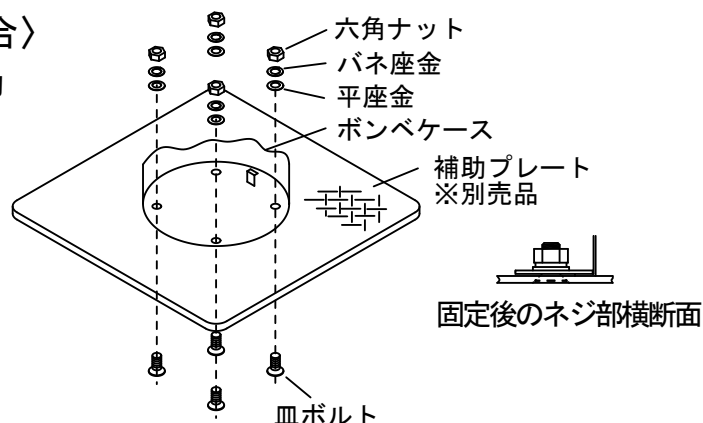 合〉
六角ナット
バネ座金
平座金
ボンベケース
補助プレート
※別売品
固定後のネジ部横断面
皿ボルト